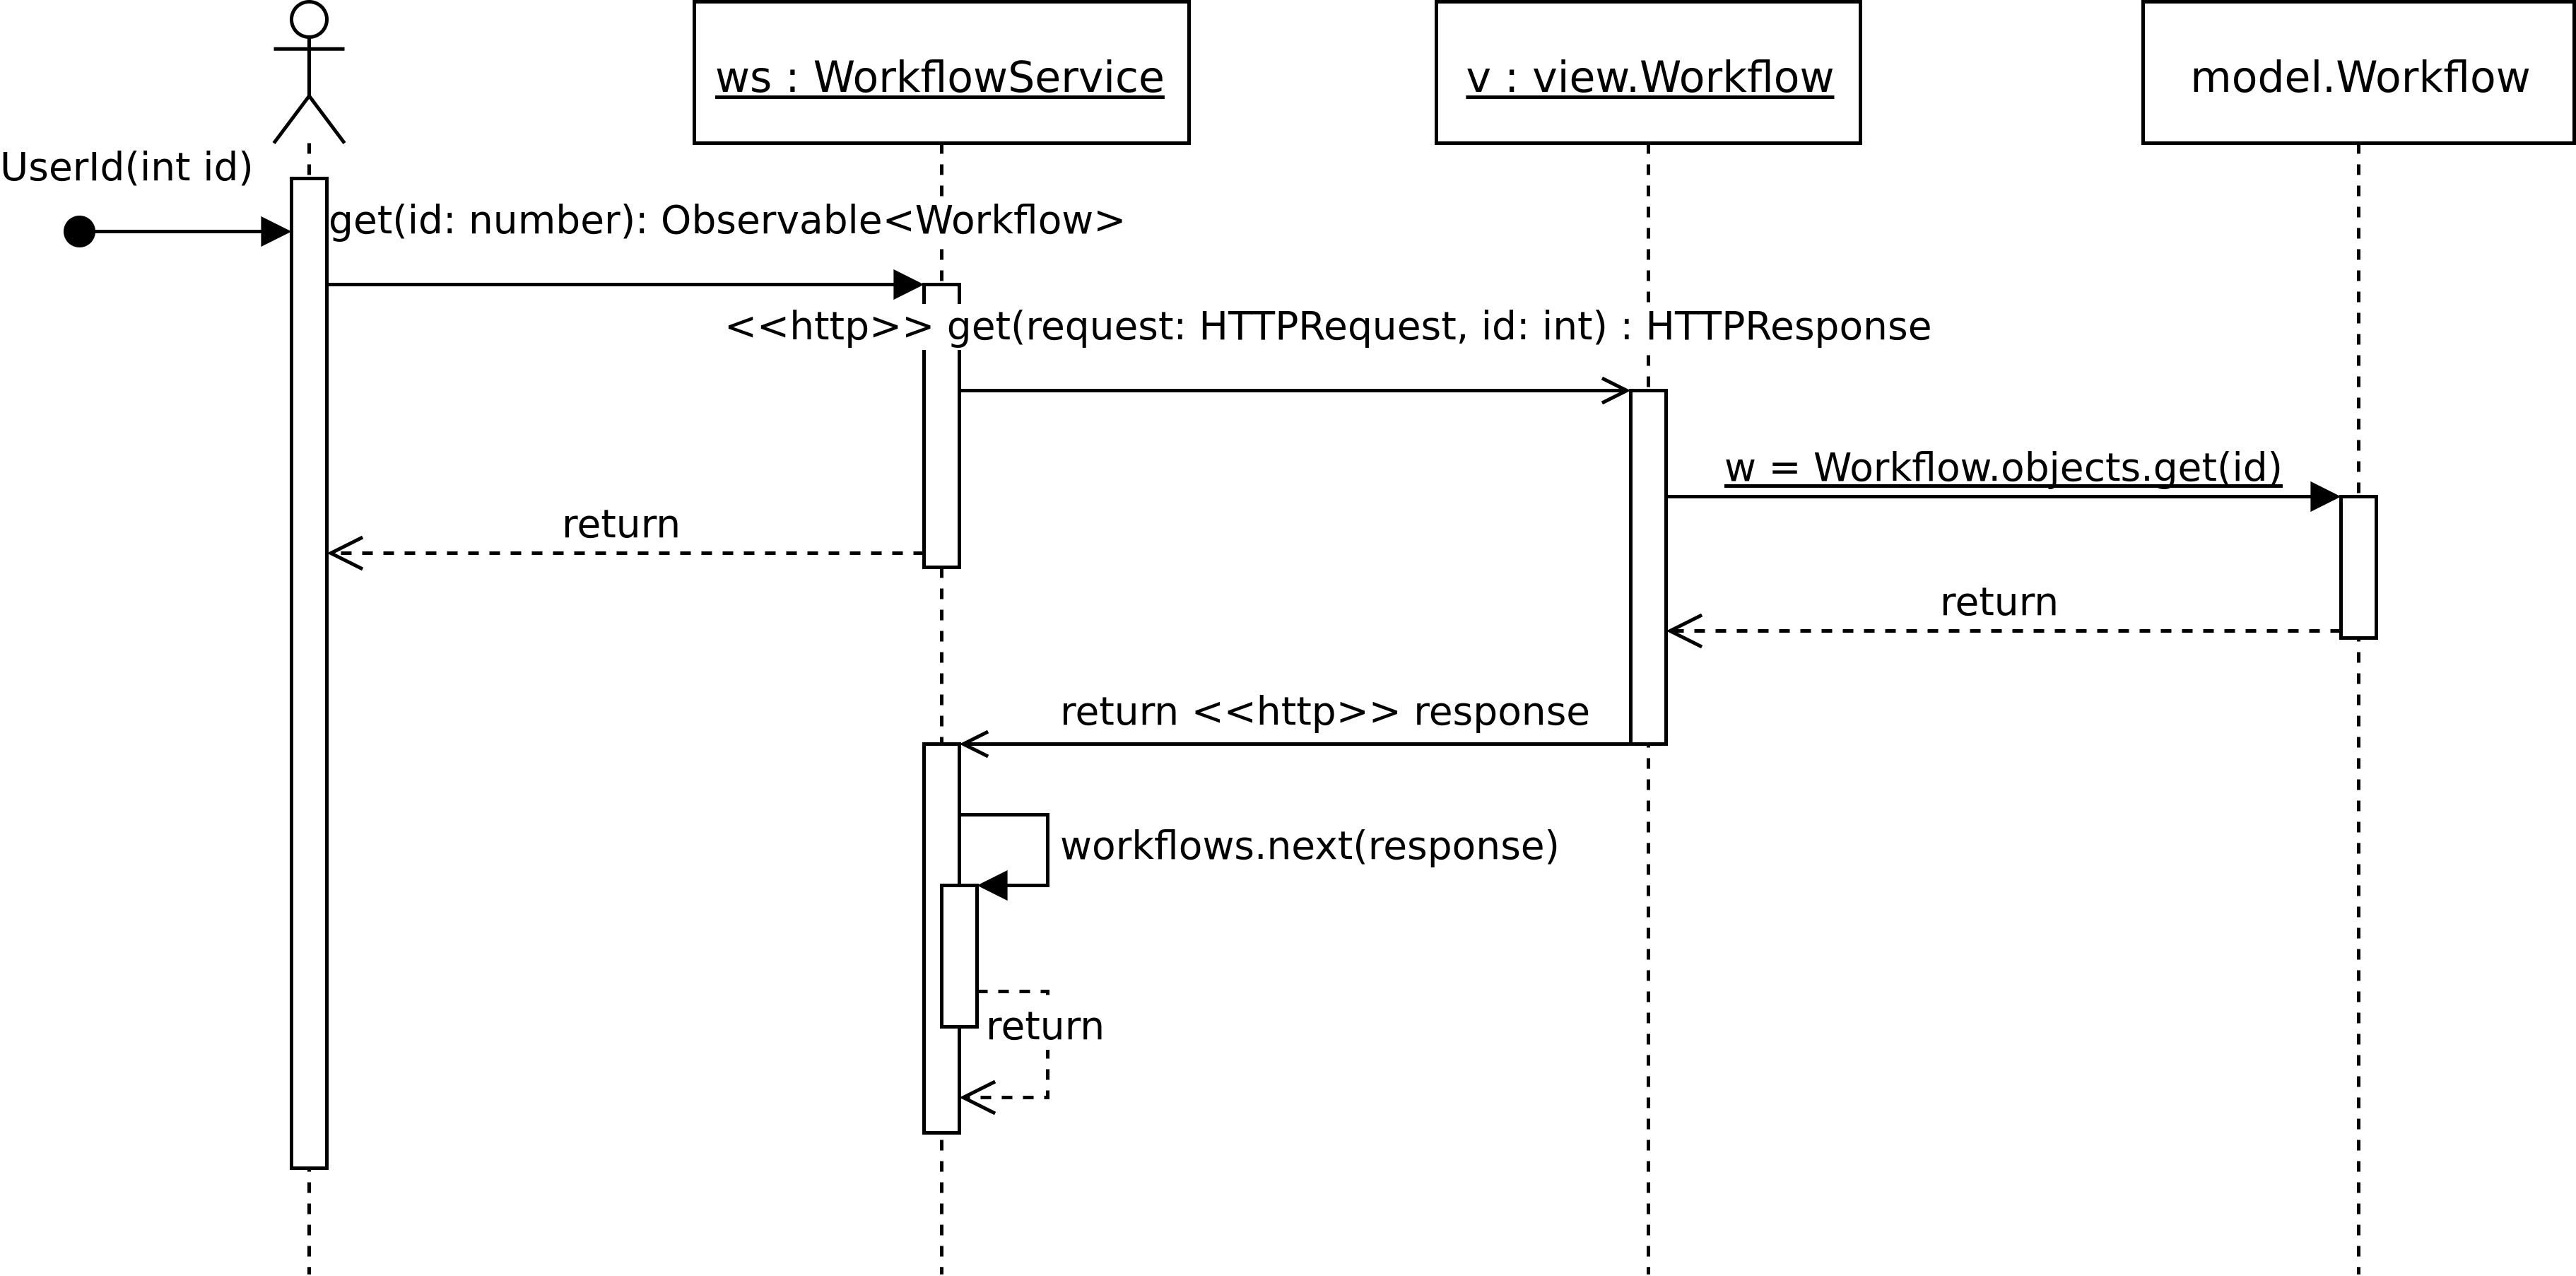 ws : WorkflowService
v : view.Workflow
model.Workflow
UserId(int id)
get(id: number): Observable<Workflow>
<<http>> get(request: HTTPRequest, id: int) : HTTPResponse
w = Workflow.objects.get(id)
return
return
return <<http>> response
workflows.next(response)
return